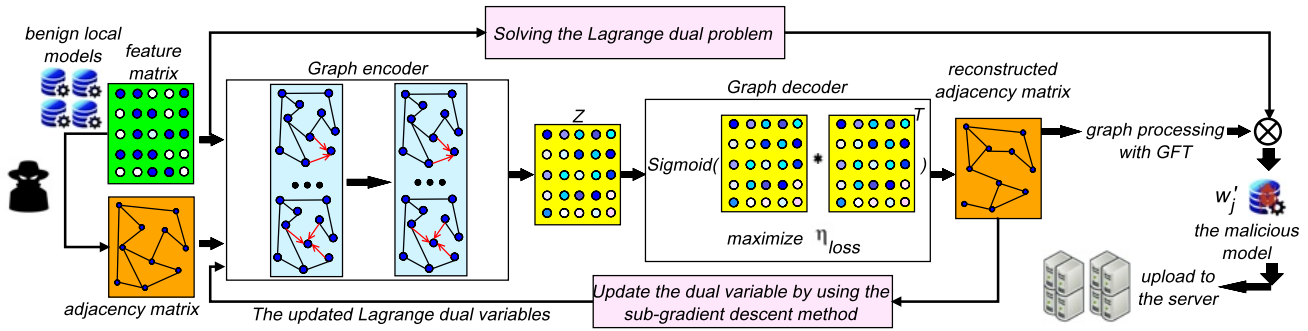 benign local
models
feature
matrix
Solving the Lagrange dual problem
Graph encoder
Z
Graph decoder
Sigmoid(
*
T
)
maximize η loss
reconstructed
adjacency matrix
graph processing
with GFT
w'j
the malicious
model
upload to
the server
adjacency matrix
The updated Lagrange dual variables
Update the dual variable by using the
sub-gradient descent method